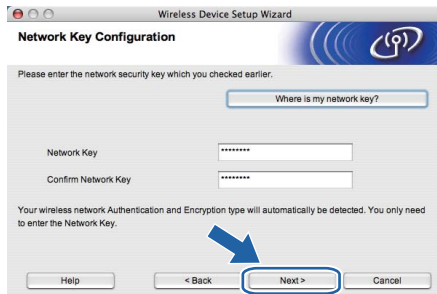 Wireless Device Setup Wizard
Network Key Configuration
Please enter the network security key which you checked earlier.
Where is my network key?
Network Key ********
Confirm Network Key ********
Your wireless network Authentication and Encryption type will automatically be detected. You only need
to enter the Network Key.
Help < Back Next > Cancel